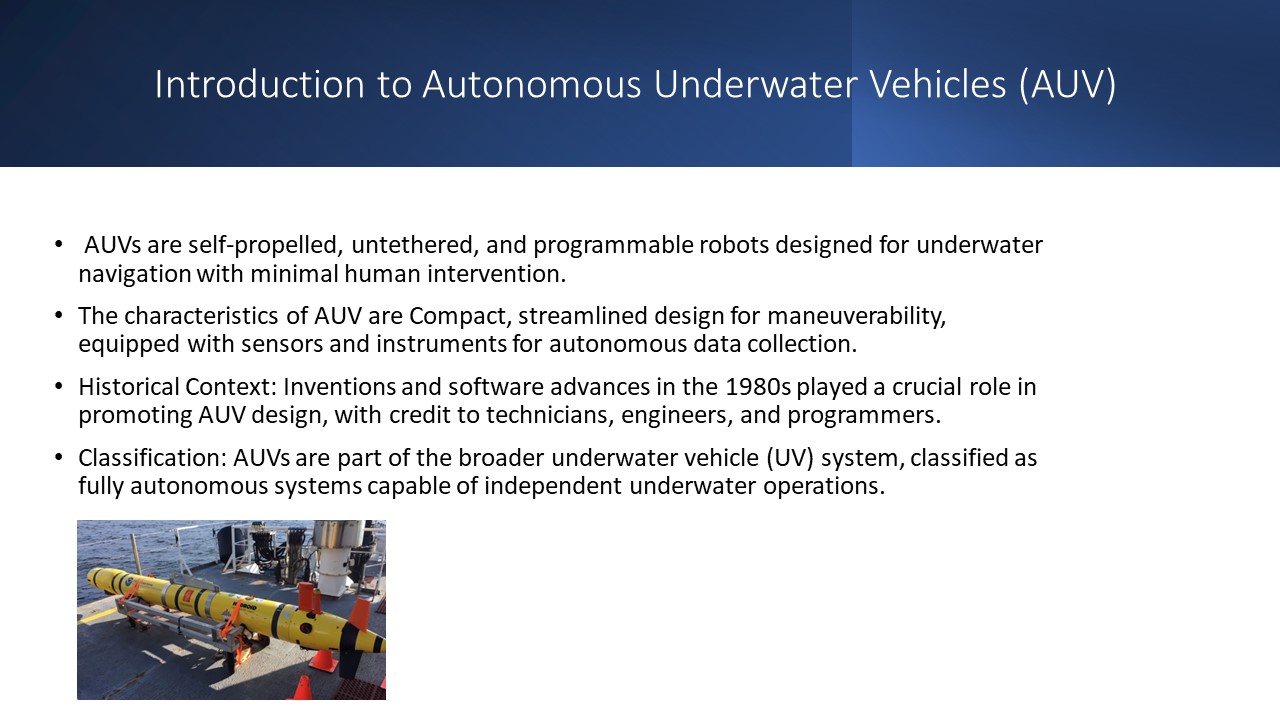 Introduction to Autonomous Underwater Vehicles (AUV)
• AUVs are self-propelled, untethered, and programmable robots designed for underwater
navigation with minimal human intervention.
• The characteristics of AUV are Compact, streamlined design for maneuverability,
equipped with sensors and instruments for autonomous data collection.
• Historical Context: Inventions and software advances in the 1980s played a crucial role in
promoting AUV design, with credit to technicians, engineers, and programmers.
• Classification: AUVs are part of the broader underwater vehicle (UV) system, classified as
fully autonomous systems capable of independent underwater operations.